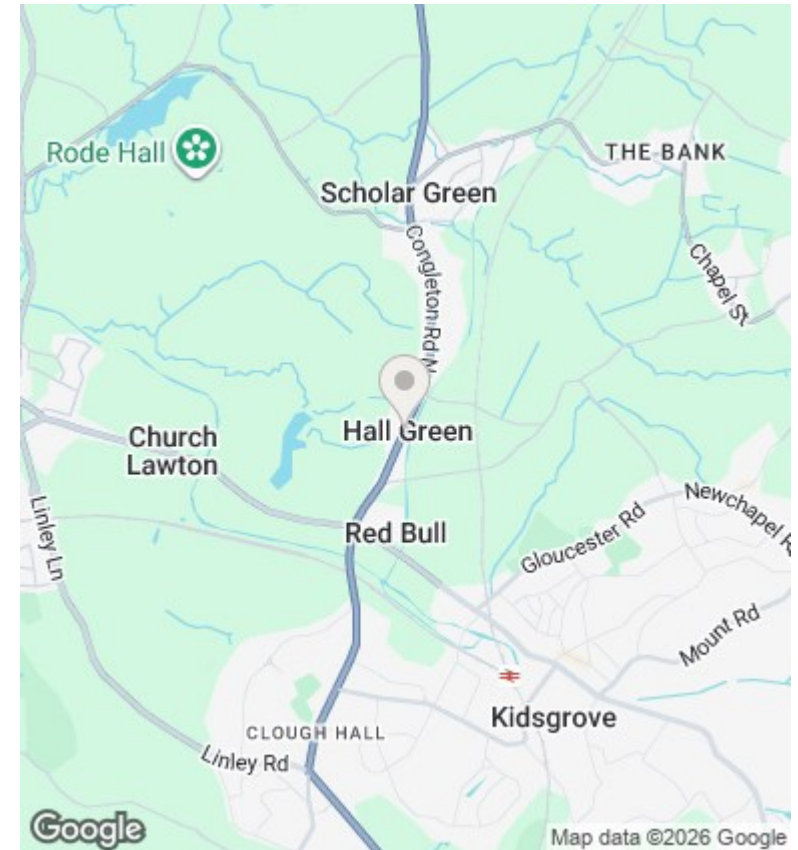 Rode Hall
THE BANK
Scholar Green
Congleton Rd N
Chapel St
Hall Green
Church
Lawton
Linley Ln
Red Bull
Newchapel R
Gloucester Rd
Mount Rd
Kidsgrove
CLOUGH HALL
Linley Rd
Google
Map data ©2026 Google